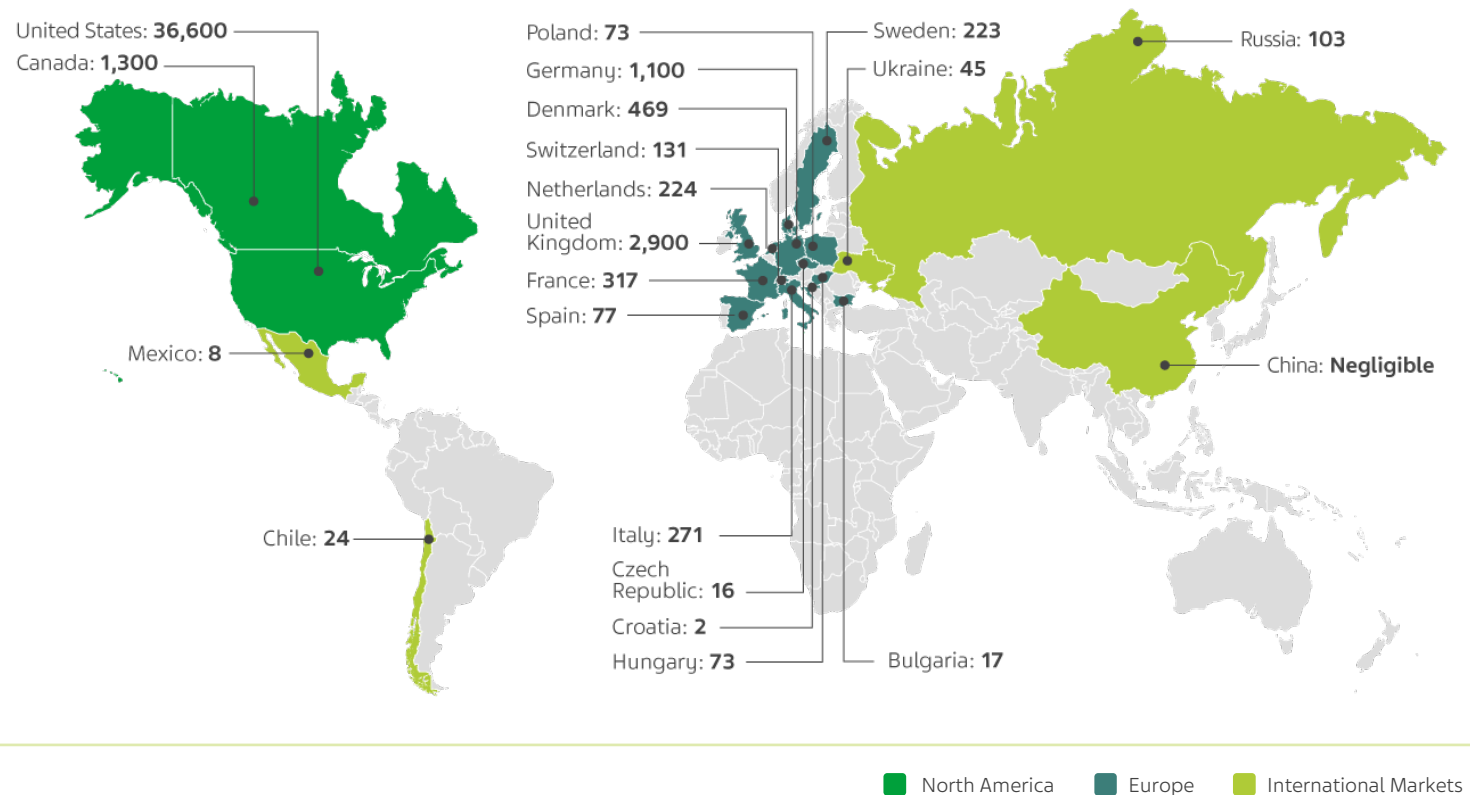 United States: 36,600
Canada: 1,300
Mexico: 8
Chile: 24
Poland: 73
Germany: 1,100
Denmark: 469
Switzerland: 131
Netherlands: 224
United
Kingdom: 2,900
France: 317
Spain: 77
Sweden: 223
Ukraine: 45
Russia: 103
China: Negligible
Italy: 271
Czech
Republic: 16
Croatia: 2
Hungary: 73
Bulgaria: 17
North America
Europe
International Markets